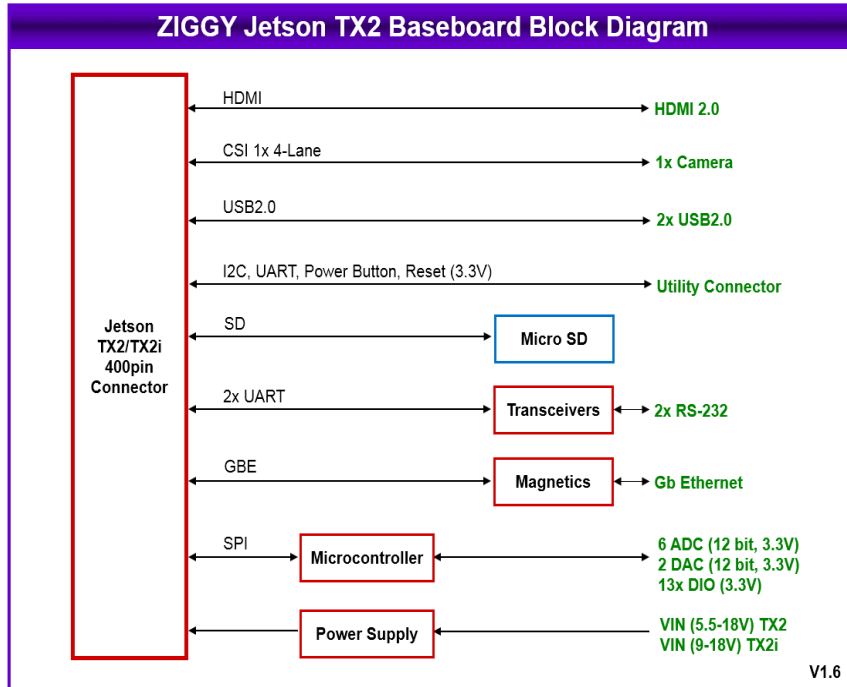 ZIGGY Jetson TX2 Baseboard Block Diagram
HDMI
HDMI 2.0
CSI 1x 4-Lane
1x Camera
USB2.0
2x USB2.0
I2C, UART, Power Button, Reset (3.3V)
Utility Connector
Jetson
TX2/TX2i
400pin
Connector
SD
Micro SD
2x UART
Transceivers
2x RS-232
GBE
Magnetics
Gb Ethernet
SPI
Microcontroller
6 ADC (12 bit, 3.3V)
2 DAC (12 bit, 3.3V)
13x DIO (3.3V)
Power Supply
VIN (5.5-18V) TX2
VIN (9-18V) TX2i
V1.6